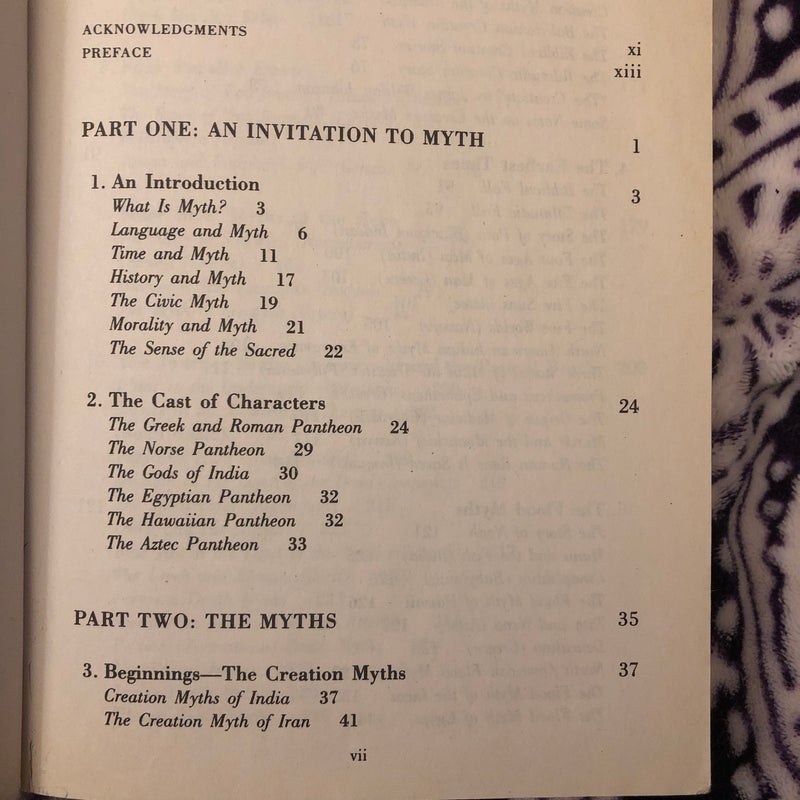 ACKNOWLEDGMENTS xi
PREFACE xiii
PART ONE: AN INVITATION TO MYTH 1
1. An Introduction 3
What Is Myth? 3
Language and Myth 6
Time and Myth 11
History and Myth 17
The Civic Myth 19
Morality and Myth 21
The Sense of the Sacred 22
2. The Cast of Characters 24
The Greek and Roman Pantheon 24
The Norse Pantheon 29
The Gods of India 30
The Egyptian Pantheon 32
The Hawaiian Pantheon 32
The Aztec Pantheon 33
PART TWO: THE MYTHS 35
3. Beginnings—The Creation Myths 37
Creation Myths of India 37
The Creation Myth of Iran 41
vii